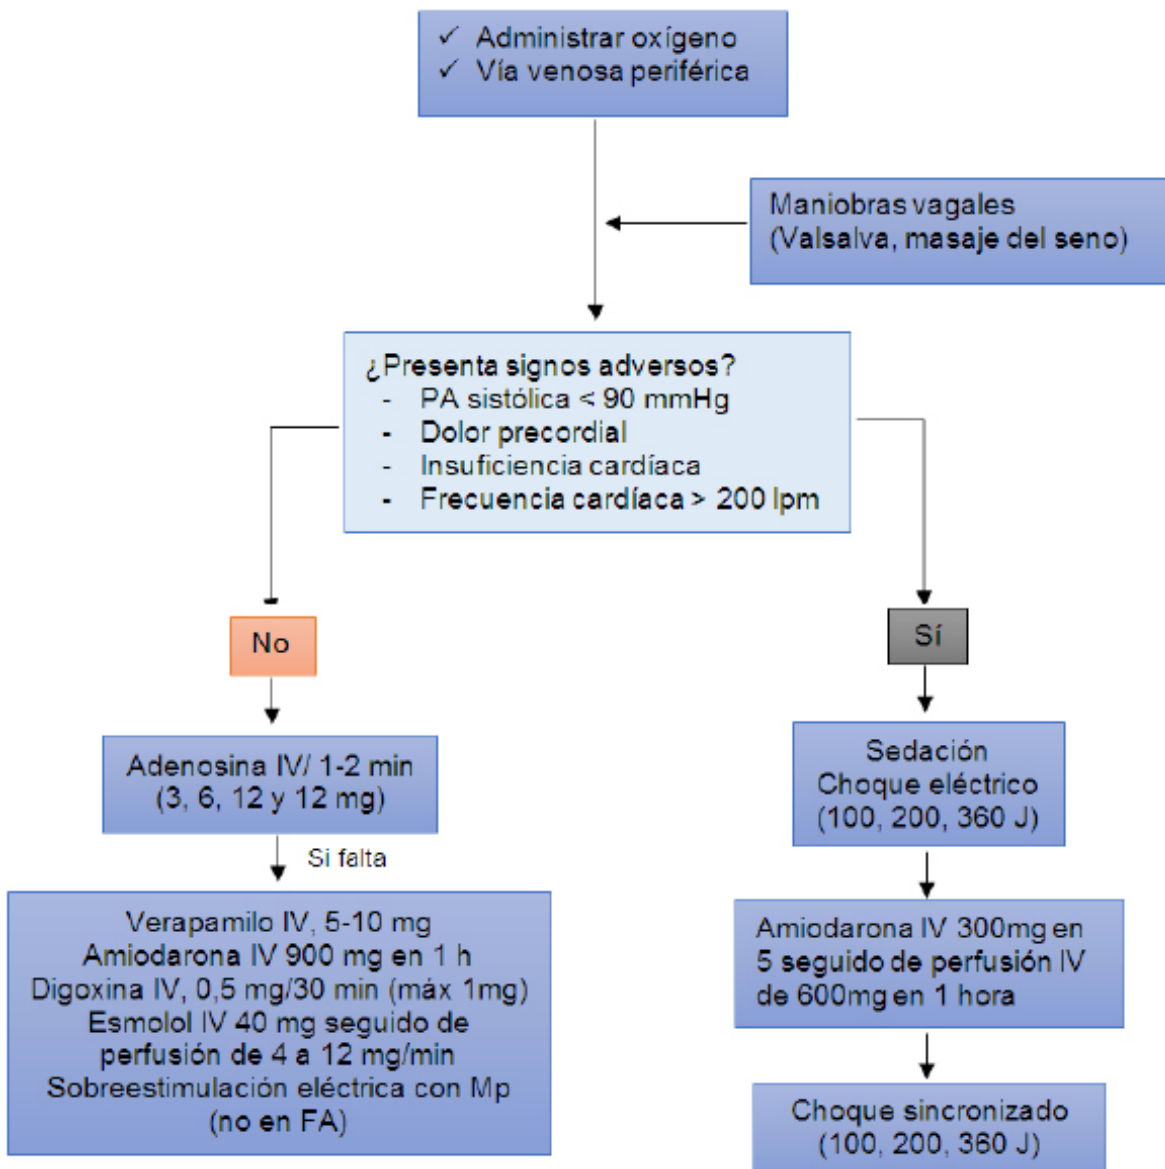 ✓ Administrar oxígeno
✓ Vía venosa periférica
Maniobras vagales
(Valsalva, masaje del seno)
¿Presenta signos adversos?
- PA sistólica < 90 mmHg
- Dolor precordial
- Insuficiencia cardíaca
- Frecuencia cardíaca > 200 lpm
No
Adenosina IV/ 1-2 min
(3, 6, 12 y 12 mg)
Si falta
Verapamilo IV, 5-10 mg
Amiodarona IV 900 mg en 1 h
Digoxina IV, 0,5 mg/30 min (máx 1mg)
Esmolol IV 40 mg seguido de
perfusión de 4 a 12 mg/min
Sobreestimulación eléctrica con Mp
(no en FA)
Sí
Sedación
Choque eléctrico
(100, 200, 360 J)
Amiodarona IV 300mg en
5 seguido de perfusión IV
de 600mg en 1 hora
Choque sincronizado
(100, 200, 360 J)